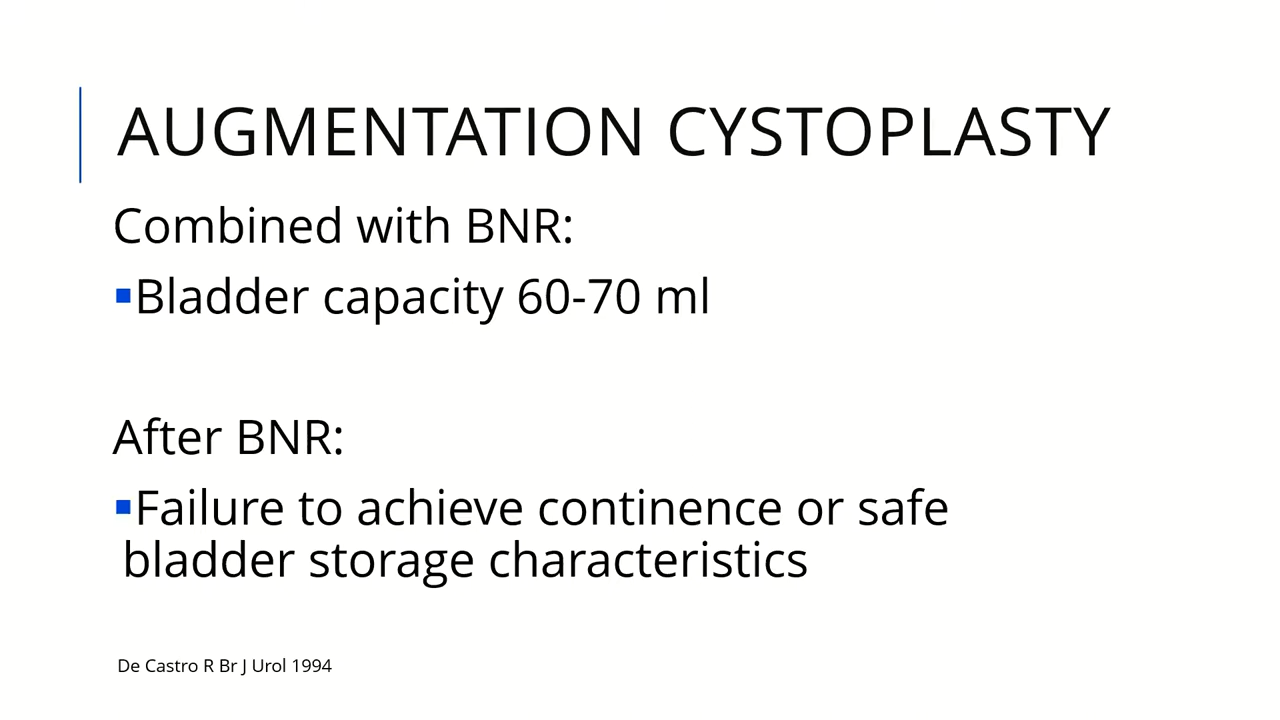 AUGMENTATION CYSTOPLASTY
Combined with BNR:
▪Bladder capacity 60-70 ml
After BNR:
▪Failure to achieve continence or safe
bladder storage characteristics
De Castro R Br J Urol 1994